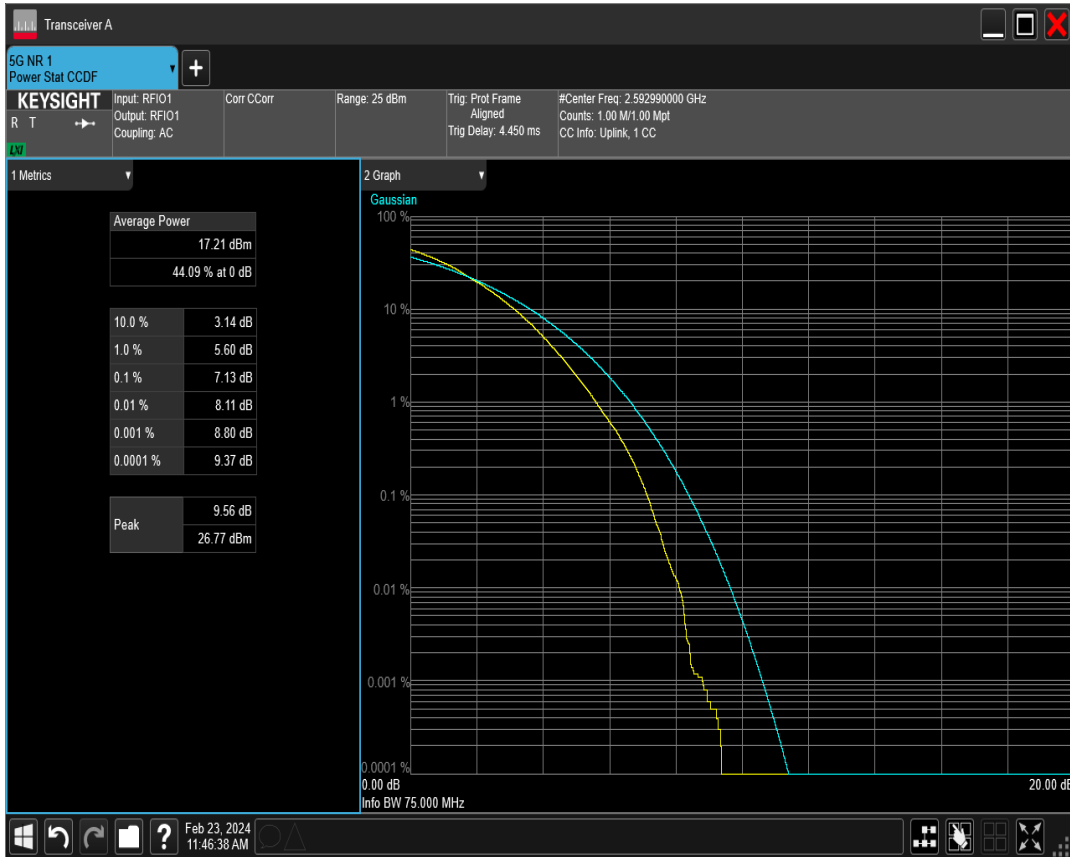 Transceiver A
5G NR 1
Power Stat CCDF
+
KEYSIGHT
R T
LXI
Input: RFIO1
Output: RFIO1
Coupling: AC
Corr CCorr
Range: 25 dBm
Trig: Prot Frame
Aligned
Trig Delay: 4.450 ms
#Center Freq: 2.592990000 GHz
Counts: 1.00 M/1.00 Mpt
CC Info: Uplink, 1 CC
1 Metrics
Average Power
17.21 dBm
44.09 % at 0 dB
10.0 % 3.14 dB
1.0 % 5.60 dB
0.1 % 7.13 dB
0.01 % 8.11 dB
0.001 % 8.80 dB
0.0001 % 9.37 dB
Peak 9.56 dB
26.77 dBm
2 Graph
Gaussian
100 %
10 %
1 %
0.1 %
0.01 %
0.001 %
0.0001 %
0.00 dB 20.00 dB
Info BW 75.000 MHz
?
Feb 23, 2024
11:46:38 AM